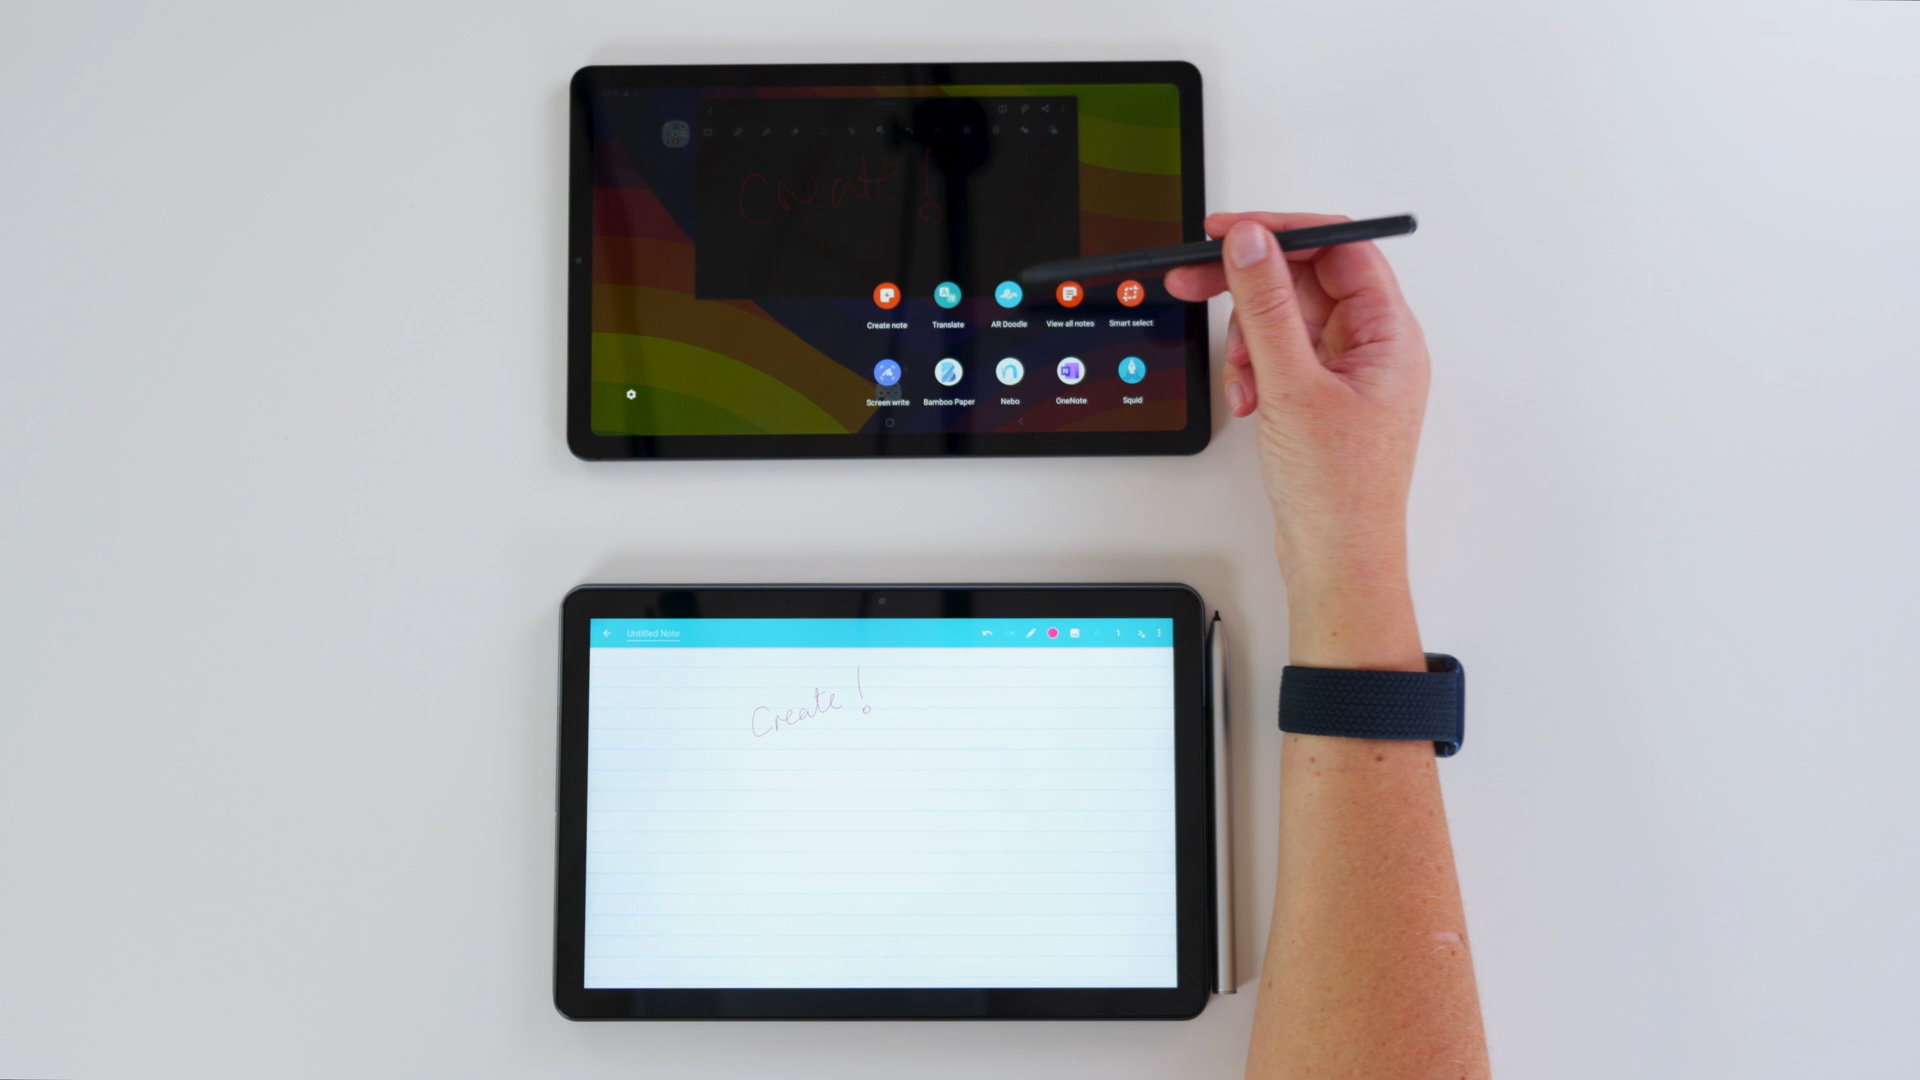 Create!
Create note Translate AR Doodle View all notes Smart select
Screen write Bamboo Paper Nebo OneNote Squid
Untitled Note 1
Create!